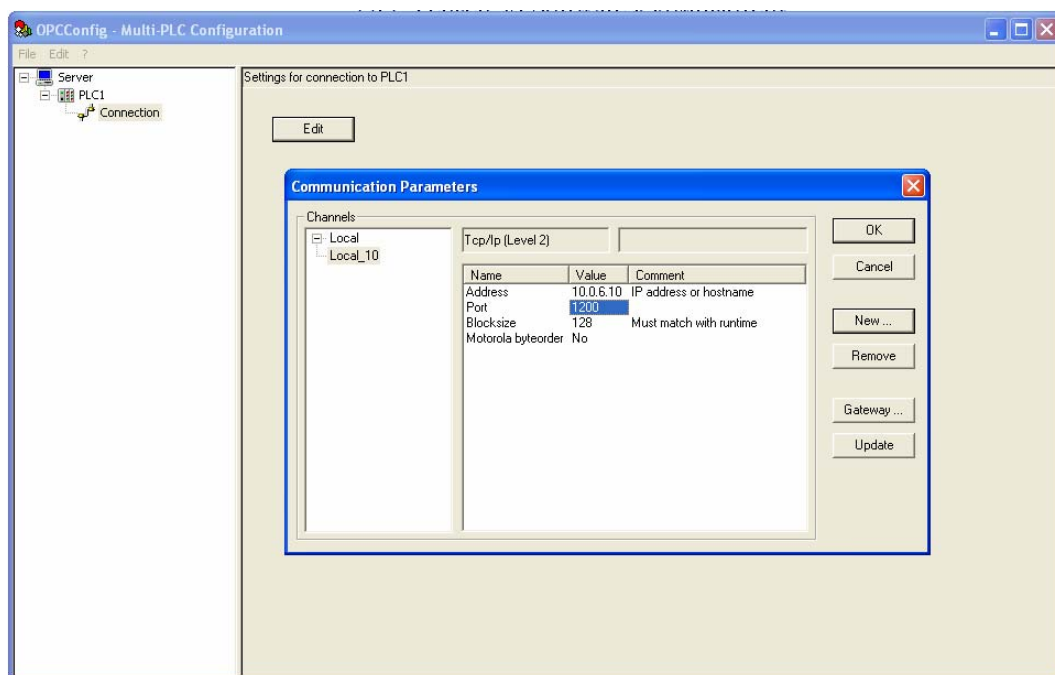 OPCConfig - Multi-PLC Configuration
File Edit ?
Server
PLC1
Connection
Settings for connection to PLC1
Edit
Communication Parameters
Channels
Local
Local_10
Tcp/Ip (Level 2)
Name Value Comment
Address 10.0.6.10 IP address or hostname
Port 1200
Blocksize 128 Must match with runtime
Motorola byteorder No
OK
Cancel
New ...
Remove
Gateway ...
Update